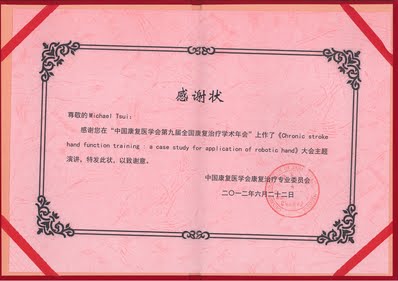 感谢状
尊敬的Michael Tsui:
感谢您在“中国康复医学会第九届全国康复治疗学术年会”上作了《Chronic stroke
hand function training : a case study for application of robotic hand》大会主题
演讲，特发此状，以致谢意。
中国康复医学会康复治疗专业委员会
二〇一二年六月二十二日